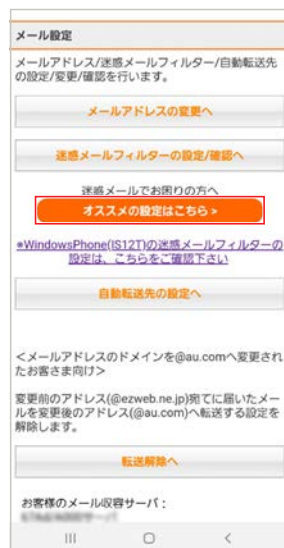 メール設定
メールアドレス/迷惑メールフィルター/自動転送先
の設定/変更/確認を行います。
メールアドレスの変更へ
迷惑メールフィルターの設定/確認へ
迷惑メールでお困りの方へ
オススメの設定はこちら >
※WindowsPhone(IS12T)の迷惑メールフィルターの
設定は、こちらをご確認下さい
自動転送先の設定へ
＜メールアドレスのドメインを@au.comへ変更され
たお客さま向け＞
変更前のアドレス(@ezweb.ne.jp)宛てに届いたメー
ルを変更後のアドレス(@au.com)へ転送する設定を
解除します。
転送解除へ
お客様のメール収容サーバ：